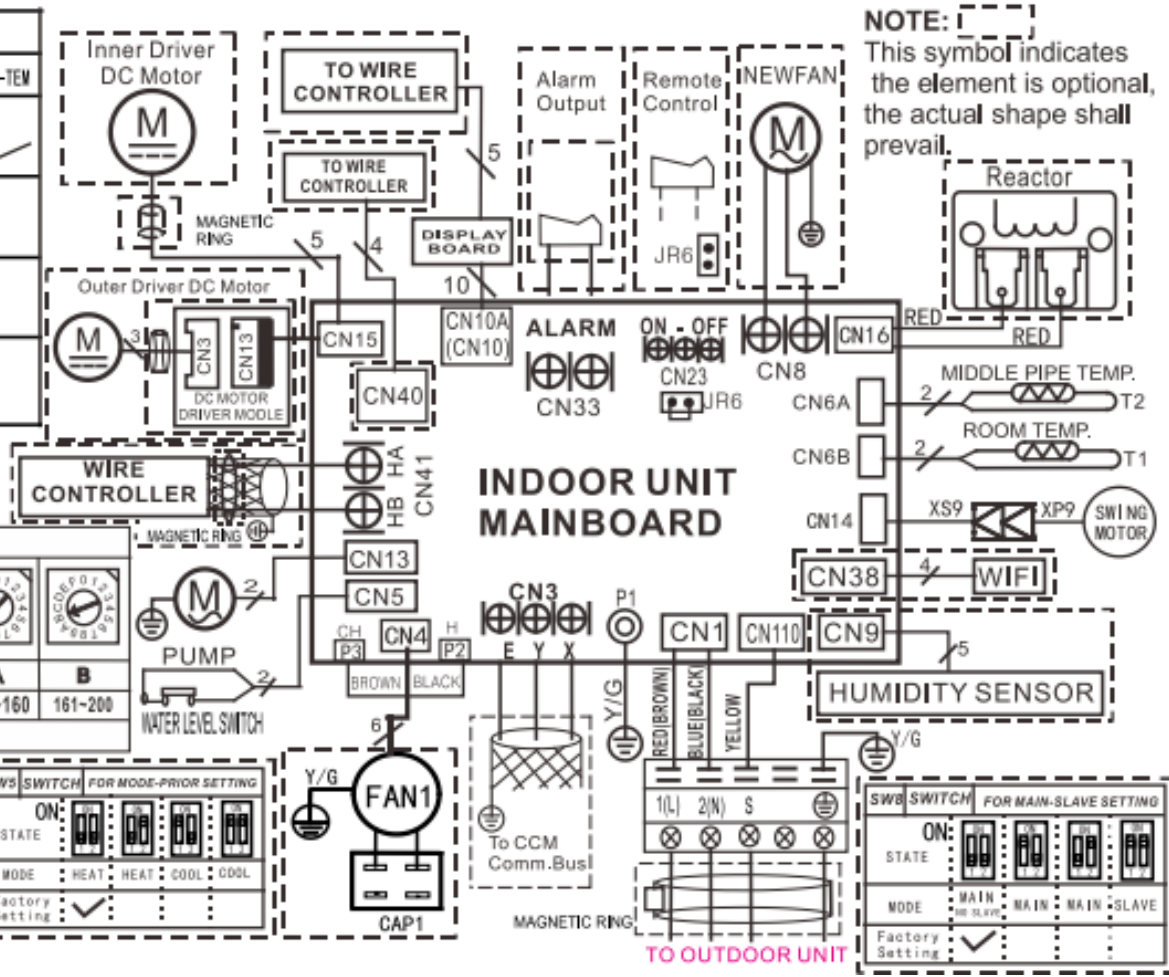 NOTE:
This symbol indicates
the element is optional,
the actual shape shall
prevail.
-TEM
Inner Driver
DC Motor
M
MAGNETIC
RING
5
TO WIRE
CONTROLLER
5
TO WIRE
CONTROLLER
4
DISPLAY
BOARD
10
Alarm
Output
Remote
Control
JR6
NEWFAN
M
Reactor
RED
RED
Outer Driver DC Motor
M
3
CN3
CN13
DC MOTOR
DRIVER MODLE
CN15
CN40
CN10A
(CN10)
ALARM
CN33
ON - OFF
CN23
JR6
CN8
CN16
CN6A
2
MIDDLE PIPE TEMP.
T2
CN6B
2
ROOM TEMP.
T1
CN14
XS9
XP9
SWING
MOTOR
CN38
4
WIFI
CN9
5
HUMIDITY SENSOR
WIRE
CONTROLLER
MAGNETIC RING
HA
HB
CN41
INDOOR UNIT
MAINBOARD
CN13
M
2
PUMP
CN5
2
WATER LEVEL SWITCH
CH
P3
CN4
H
P2
BROWN
BLACK
6
Y/G
FAN1
CAP1
CN3
E Y X
To CCM
Comm.Bus
P1
Y/G
CN1
CN110
RED(BROWN)
BLUE(BLACK)
YELLOW
Y/G
1(L) 2(N) S
MAGNETIC RING
TO OUTDOOR UNIT
B
161~200
SWITCH FOR MODE-PRIOR SETTING
ON
STATE
MODE HEAT HEAT COOL COOL
SW8 SWITCH FOR MAIN-SLAVE SETTING
ON
STATE
MODE MAIN NO SLAVE MAIN MAIN SLAVE
Factory
Setting